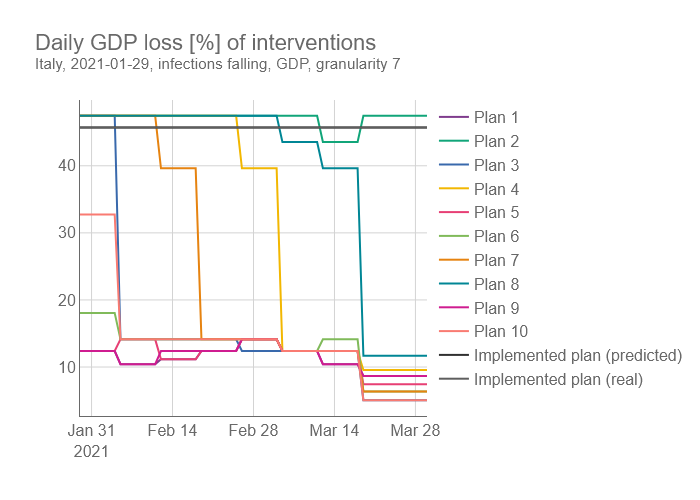 Daily GDP loss [%] of interventions
Italy, 2021-01-29, infections falling, GDP, granularity 7
40
30
20
10
Jan 31
2021
Feb 14
Feb 28
Mar 14
Mar 28
Plan 1
Plan 2
Plan 3
Plan 4
Plan 5
Plan 6
Plan 7
Plan 8
Plan 9
Plan 10
Implemented plan (predicted)
Implemented plan (real)